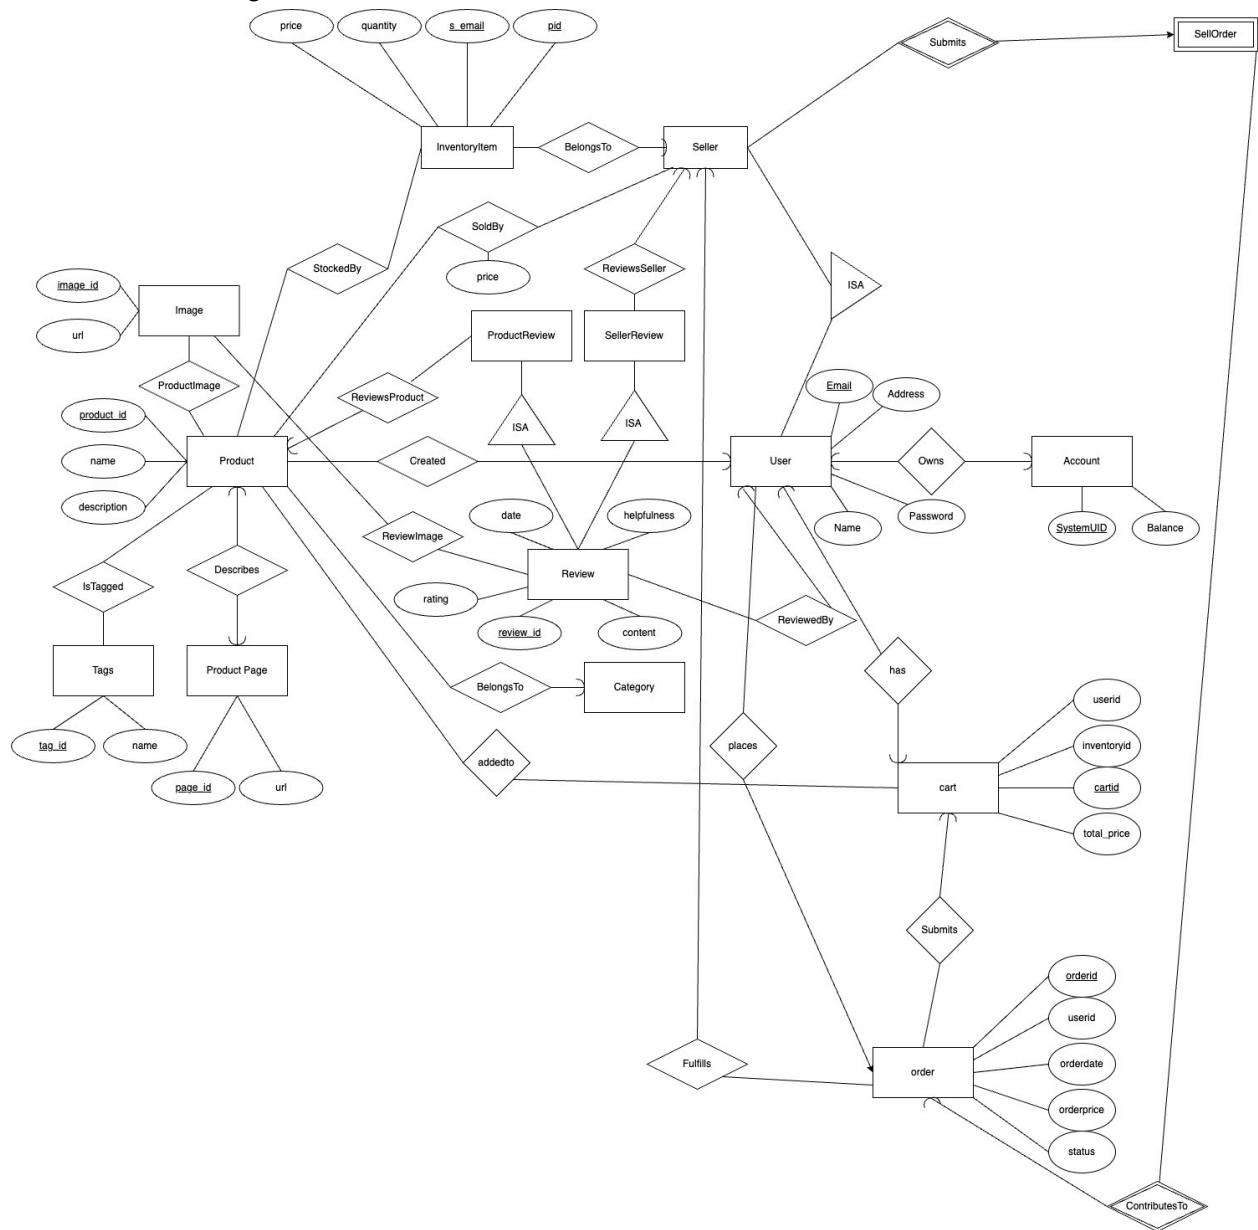 price
quantity
s_email
pid
Submits
SellOrder
InventoryItem
BelongsTo
Seller
SoldBy
price
StockedBy
ReviewsSeller
ISA
image_id
url
Image
ProductReview
SellerReview
ProductImage
ReviewsProduct
Email
Address
product_id
name
description
ISA
ISA
Product
Created
User
Owns
Account
Name
Password
SystemUID
Balance
date
helpfulness
ReviewImage
Review
rating
review_id
content
ReviewedBy
IsTagged
Describes
Tags
Product Page
BelongsTo
Category
has
tag_id
name
page_id
url
addedto
places
userid
inventoryid
cart
cartid
total_price
Submits
orderid
userid
orderdate
orderprice
status
Fulfills
order
ContributesTo